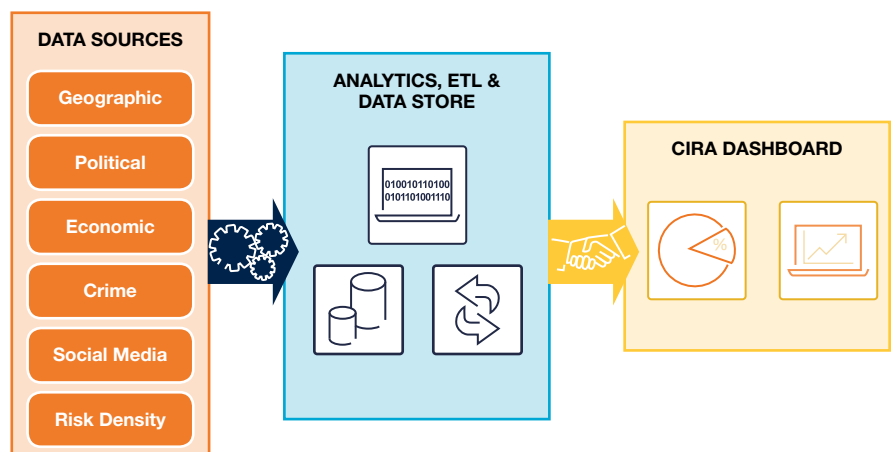 DATA SOURCES
Geographic
Political
Economic
Crime
Social Media
Risk Density
ANALYTICS, ETL &
DATA STORE
010010110100
0101101001110
CIRA DASHBOARD
%